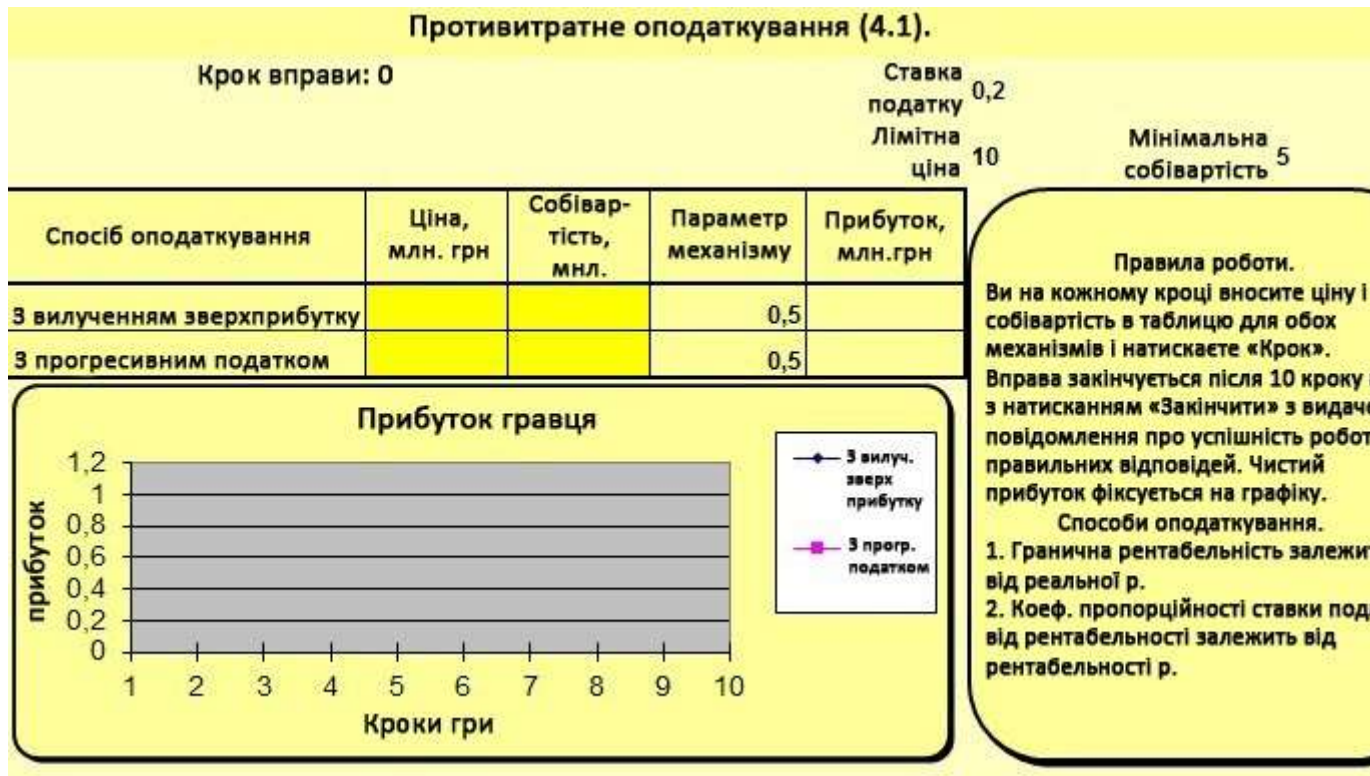 Противитратне оподаткування (4.1).
Крок вправи: 0
Ставка
податку 0,2
Лімітна
ціна 10
Мінімальна
собівартість 5
Спосіб оподаткування
Ціна,
млн. грн
Собівар-
тість,
мнл.
Параметр
механізму
Прибуток,
млн.грн
З вилученням зверхприбутку 0,5
З прогресивним податком 0,5
Прибуток гравця
прибуток
1,2
1
0,8
0,6
0,4
0,2
0
1 2 3 4 5 6 7 8 9 10
Кроки гри
З вилуч.
зверх
прибутку
З прогр.
податком
Правила роботи.
Ви на кожному кроці вносите ціну і
собівартість в таблицю для обох
механізмів і натискаєте «Крок».
Вправа закінчується після 10 кроку
з натисканням «Закінчити» з
повідомлення про успішність
правильних відповідей. Чистий
прибуток фіксується на графіку.
Способи оподаткування.
1. Гранична рентабельність
від реальної р.
2. Коеф. пропорційності ставки
від рентабельності залежить від
рентабельності р.